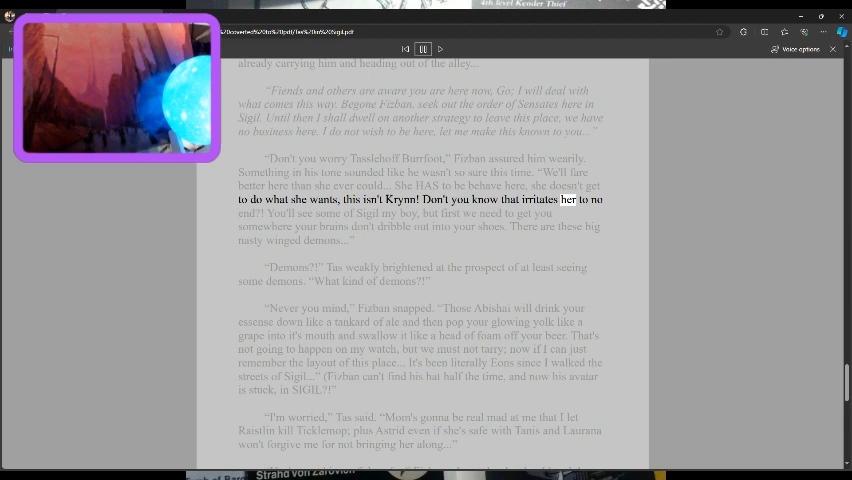 4th level Kender Thief
%20coverted%20to%20pdf/Tas%20in%20Sigil.pdf
Voice options
already carrying him and heading out of the alley...
“Fiends and others are aware you are here now, Go; I will deal with
what comes this way. Begone Fizban, seek out the order of Sensates here in
Sigil. Until then I shall dwell on another strategy to leave this place, we have
no business here. I do not wish to be here, let me make this known to you...”
“Don't you worry Tasslehoff Burrfoot,” Fizban assured him wearily.
Something in his tone sounded like he wasn't so sure this time. “We'll fare
better here than she ever could... She HAS to be behave here, she doesn't get
to do what she wants, this isn't Krynn! Don't you know that irritates her to no
end?! You'll see some of Sigil my boy, but first we need to get you
somewhere your brains don't dribble out into your shoes. There are these big
nasty winged demons...”
“Demons?!” Tas weakly brightened at the prospect of at least seeing
some demons. “What kind of demons?!”
“Never you mind,” Fizban snapped. “Those Abishai will drink your
essense down like a tankard of ale and then pop your glowing yolk like a
grape into it's mouth and swallow it like a head of foam off your beer. That's
not going to happen on my watch, but we must not tarry; now if I can just
remember the layout of this place... It's been literally Eons since I walked the
streets of Sigil...” (Fizban can't find his hat half the time, and now his avatar
is stuck, in SIGIL?!”
“I'm worried,” Tas said. “Mom's gonna be real mad at me that I let
Raistlin kill Ticklemop; plus Astrid even if she's safe with Tanis and Laurana
won't forgive me for not bringing her along...”
Strahd Von Zarovich